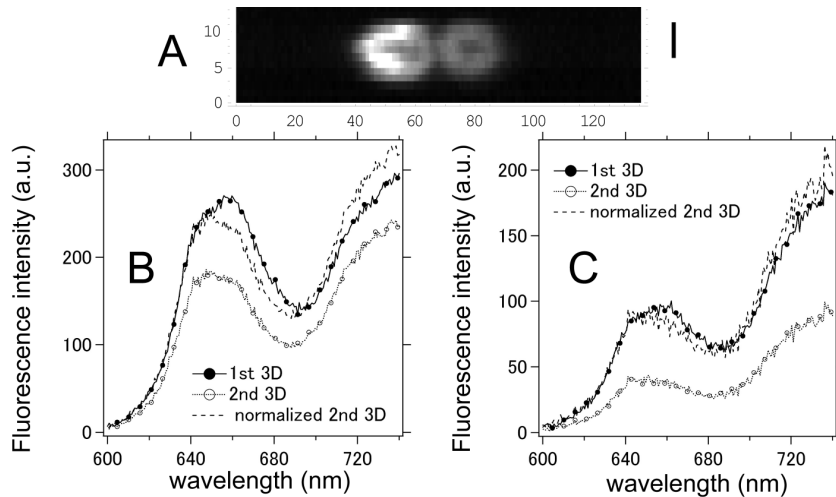 A
10
5
0
0 20 40 60 80 100 120
B
Fluorescence intensity (a.u.)
300
200
100
0
600 640 680 720
wavelength (nm)
1st 3D
2nd 3D
normalized 2nd 3D
C
Fluorescence intensity (a.u.)
200
150
100
50
0
600 640 680 720
wavelength (nm)
1st 3D
2nd 3D
normalized 2nd 3D